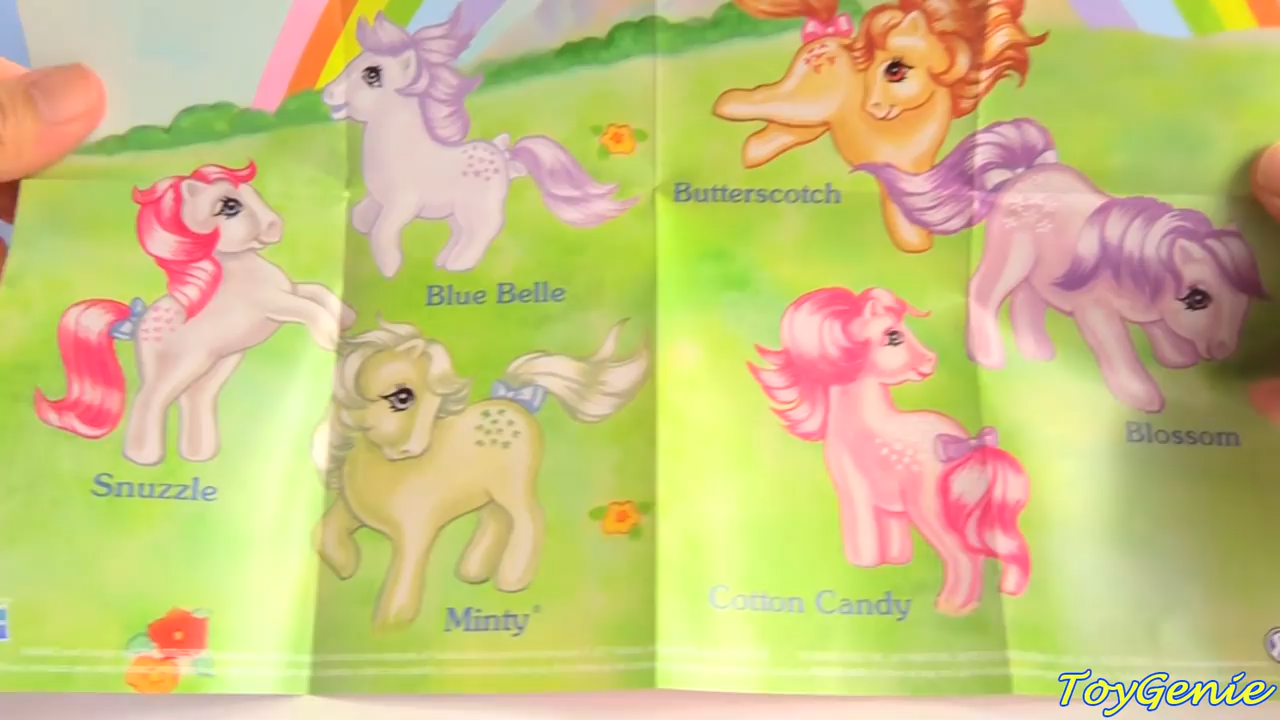 Butterscotch
Blue Belle
Blossom
Snuzzle
Cotton Candy
Minty®
ToyGenie